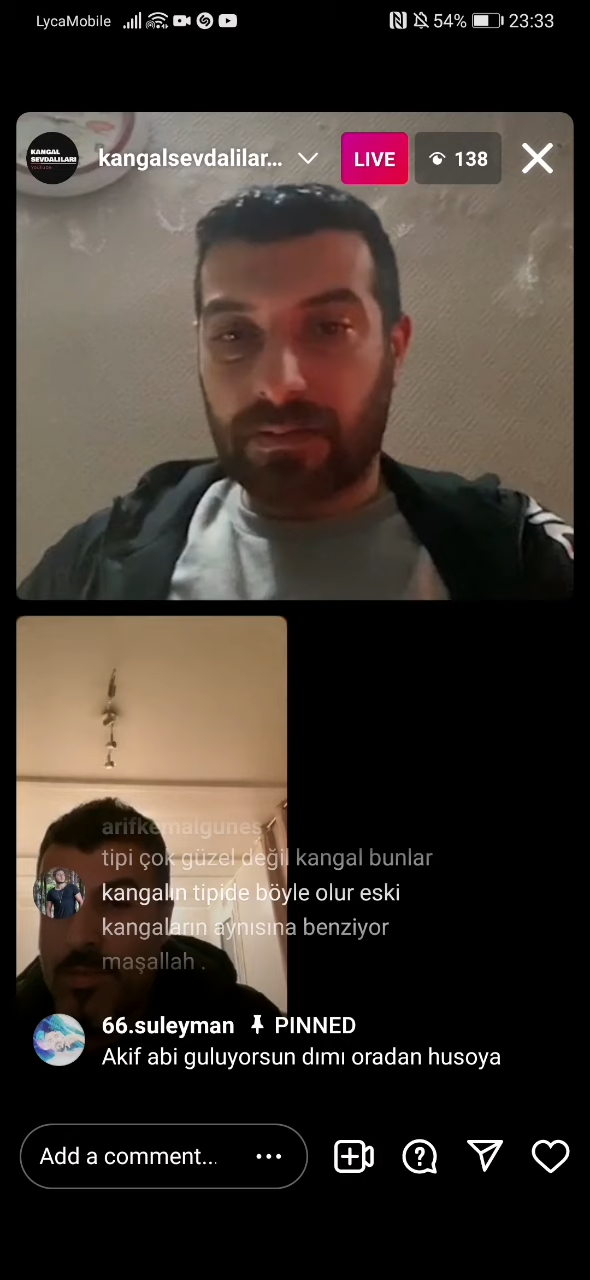 LycaMobile 54% 23:33
KANGAL
SEVDALILARI
YouTube
kangalsevdalilar... LIVE 138
arifkemalgunes
tipi çok güzel değil kangal bunlar
kangalın tipide böyle olur eski
kangaların aynısına benziyor
maşallah .
66.suleyman PINNED
Akif abi guluyorsun dımı oradan husoya
Add a comment...